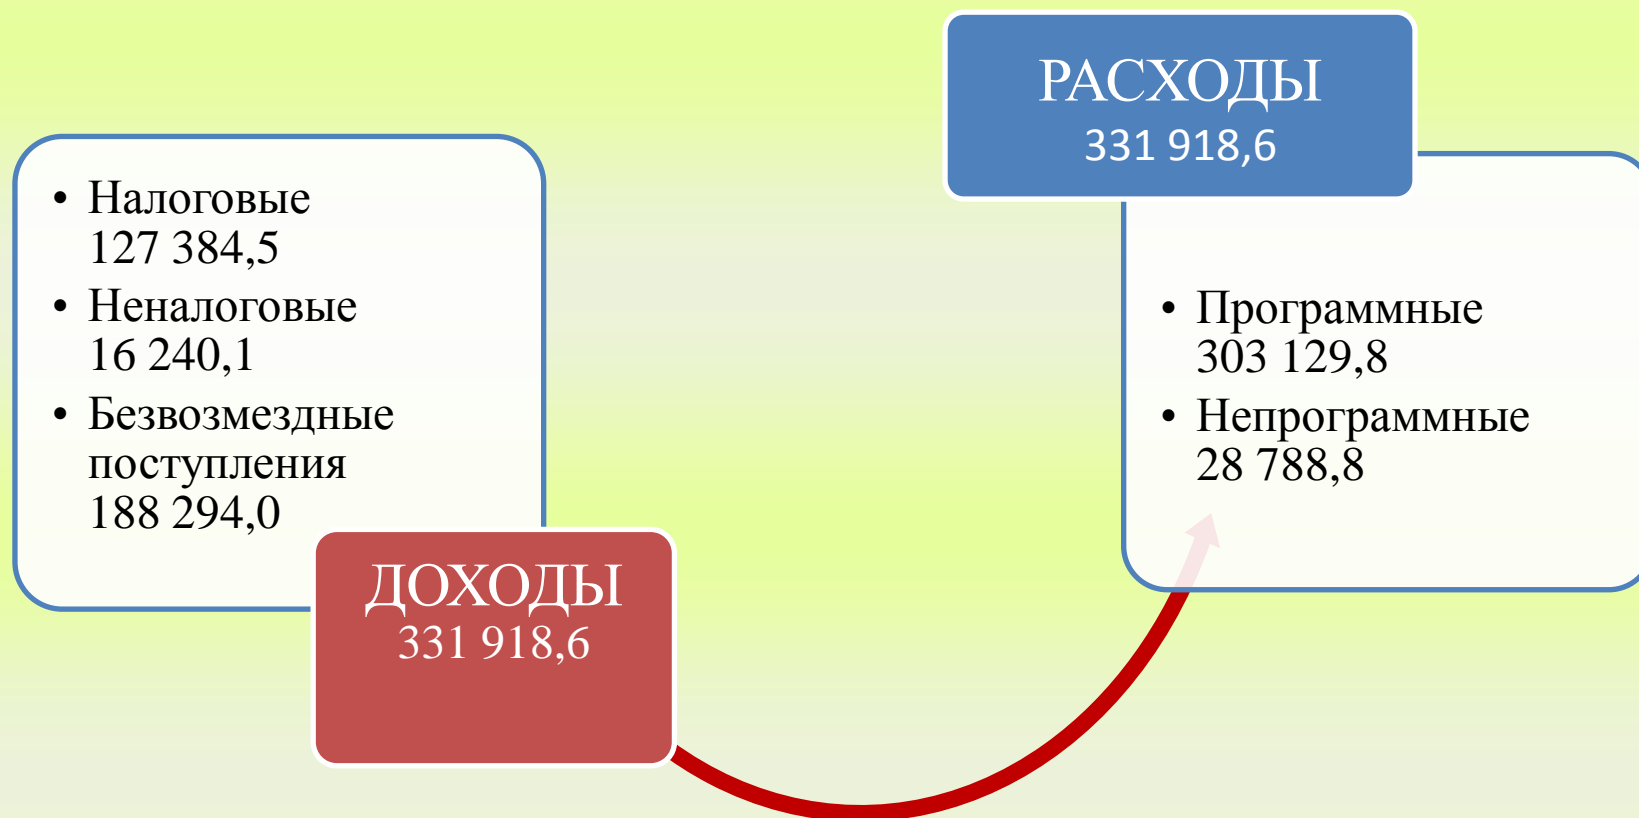 • Налоговые
127 384,5
• Неналоговые
16 240,1
• Безвозмездные
поступления
188 294,0
ДОХОДЫ
331 918,6
РАСХОДЫ
331 918,6
• Программные
303 129,8
• Непрограммные
28 788,8